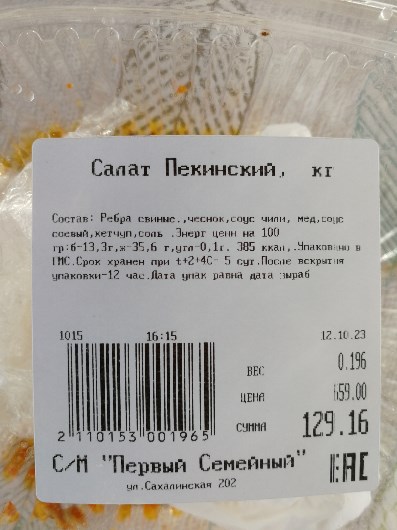 Салат Пекинский, кг
Состав: Ребра свиные.,чеснок,соус чили, мед,соус
соевый,кетчуп,соль .Энерг ценн на 100
гр:б-13,3г,ж-35,6 г,угл-0,1г. 385 ккал,.Упаковано в
ГМС.Срок хранен при t+2+4С- 5 сут.После вскрытия
упаковки-12 час.Дата упак равна дата выраб
1015 16:15 12.10.23
ВЕС 0.196
ЦЕНА 659.00
СУММА 129.16
2 110153 001965
С/М "Первый Семейный" ЕАС
ул.Сахалинская 202